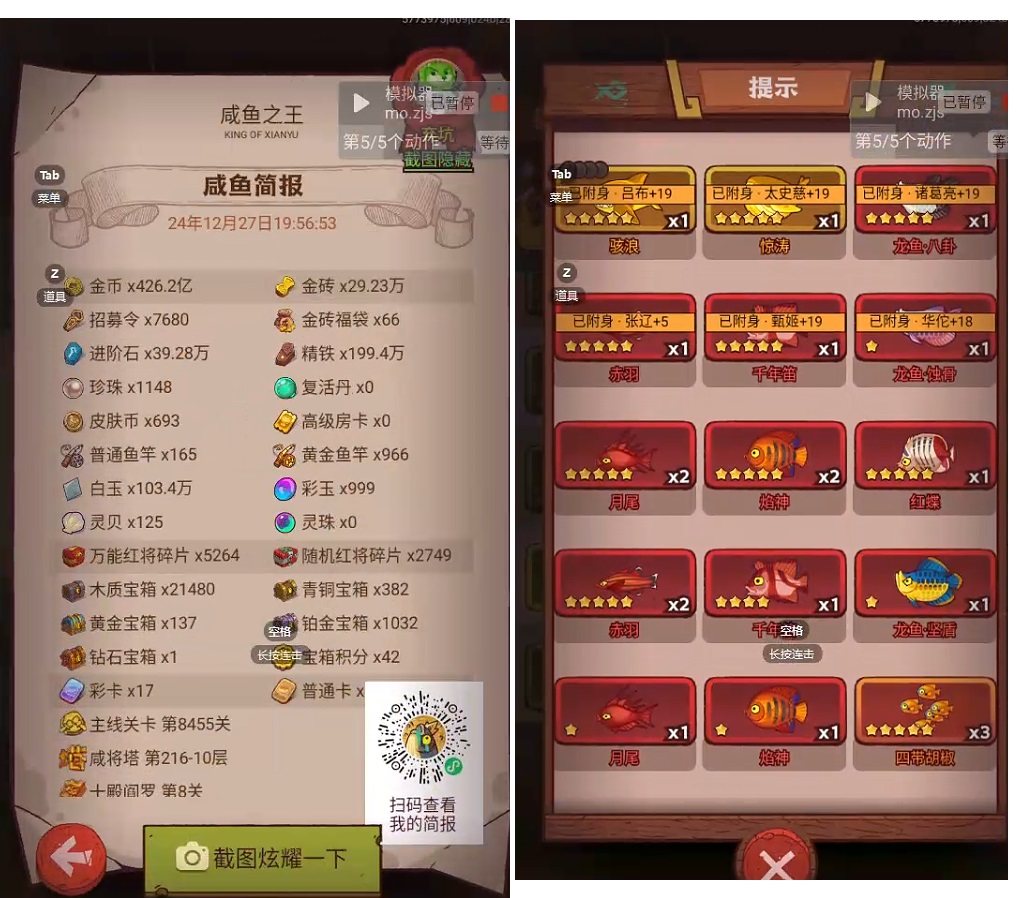 模拟器
已暂停
mo.zjs
第5/5个动作
等待
弃坑
截图隐藏
咸鱼之王
KING OF XIANYU
Tab
菜单
咸鱼简报
24年12月27日19:56:53
Z
道具
金币 x426.2亿
金砖 x29.23万
招募令 x7680
金砖福袋 x66
进阶石 x39.28万
精铁 x199.4万
珍珠 x1148
复活丹 x0
皮肤币 x693
高级房卡 x0
普通鱼竿 x165
黄金鱼竿 x966
白玉 x103.4万
彩玉 x999
灵贝 x125
灵珠 x0
万能红将碎片 x5264
随机红将碎片 x2749
木质宝箱 x21480
青铜宝箱 x382
黄金宝箱 x137
铂金宝箱 x1032
空格
长按连击
钻石宝箱 x1
宝箱积分 x42
彩卡 x17
普通卡 x
主线关卡 第8455关
咸将塔 第216-10层
十殿阎罗 第8关
扫码查看
我的简报
截图炫耀一下
提示
模拟器
已暂停
mo.zjs
第5/5个动作
等
Tab
菜单
已附身·吕布+19
x1
骇浪
已附身·太史慈+19
x1
惊涛
已附身·诸葛亮+19
x1
龙鱼·八卦
Z
道具
已附身·张辽+5
x1
赤羽
已附身·甄姬+19
x1
千年笛
已附身·华佗+18
x1
龙鱼·蚀骨
x2
月尾
x2
焰神
x1
红蝶
x2
赤羽
x1
千年
x1
龙鱼·坚盾
空格
长按连击
x1
月尾
x1
焰神
x3
四带胡椒